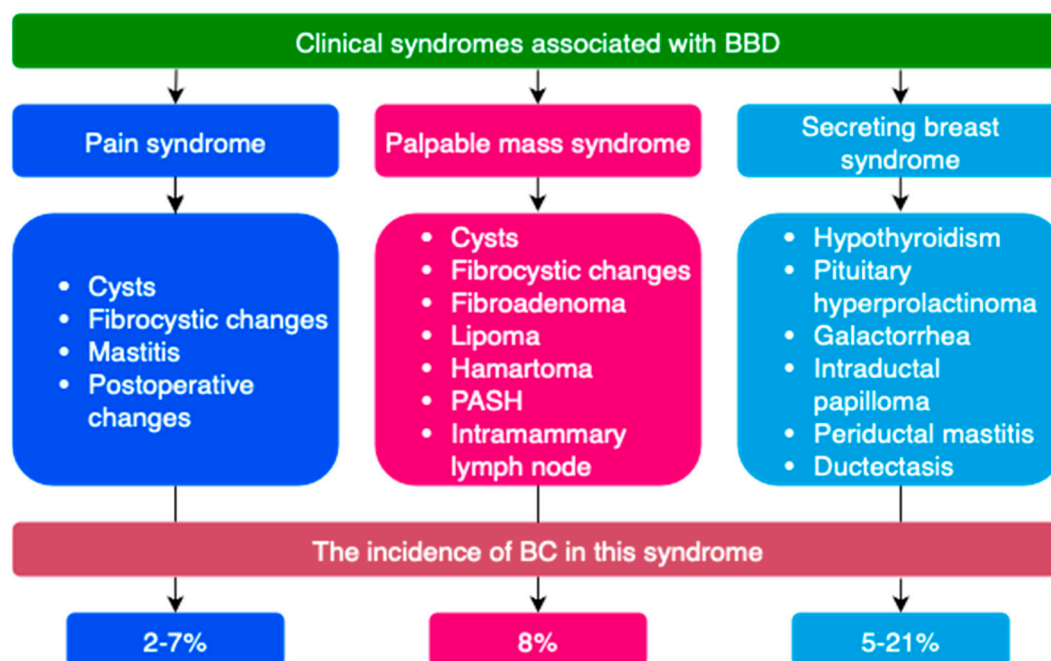 Clinical syndromes associated with BBD
Pain syndrome
Palpable mass syndrome
Secreting breast
syndrome
• Cysts
• Fibrocystic changes
• Mastitis
• Postoperative
changes
• Cysts
• Fibrocystic changes
• Fibroadenoma
• Lipoma
• Hamartoma
• PASH
• Intramammary
lymph node
• Hypothyroidism
• Pituitary
hyperprolactinoma
• Galactorrhea
• Intraductal
papilloma
• Periductal mastitis
• Ductectasis
The incidence of BC in this syndrome
2-7%
8%
5-21%